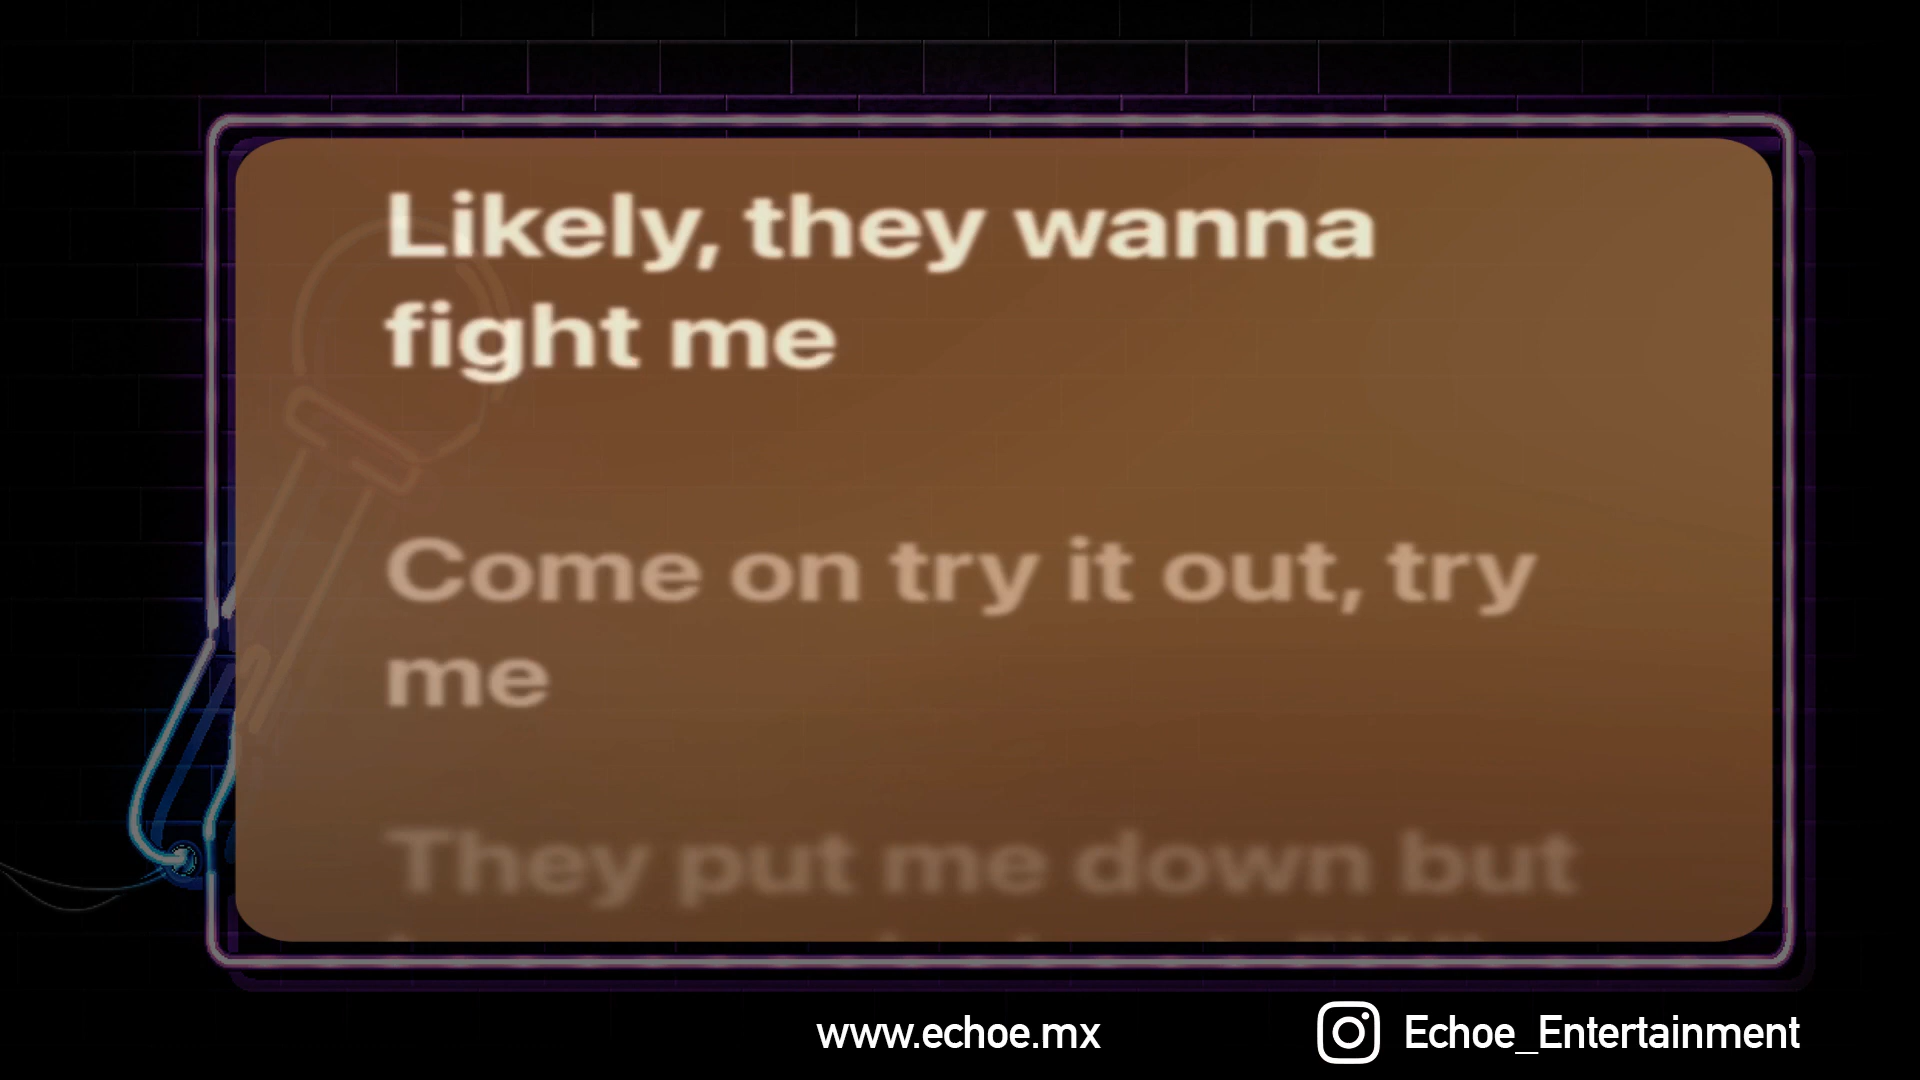 Likely, they wanna
fight me
Come on try it out, try
me
They put me down but
www.echoe.mx
Echoe_Entertainment